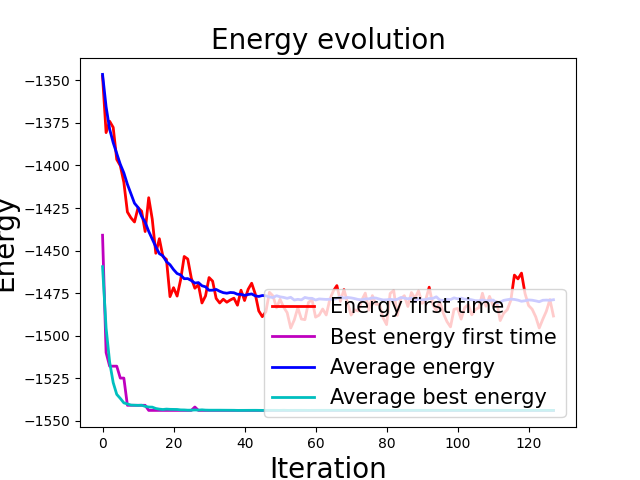 Energy evolution
−1350
−1375
−1400
−1425
−1450
−1475
−1500
−1525
−1550
Energy
Energy first time
Best energy first time
Average energy
Average best energy
0 20 40 60 80 100 120
Iteration